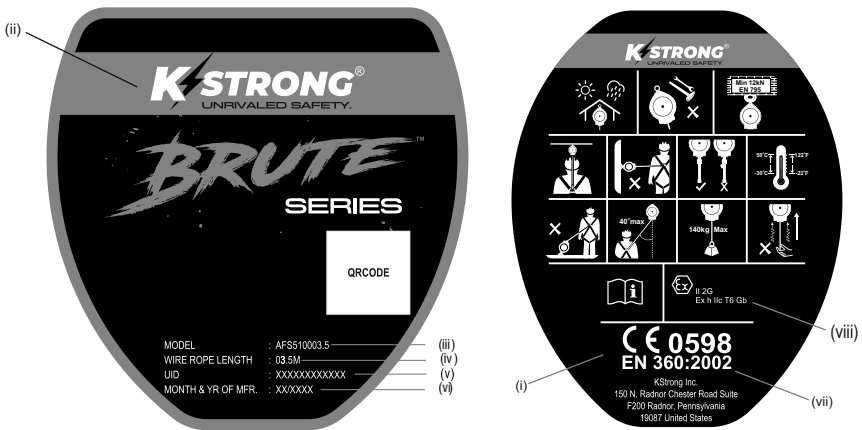 (ii)
KSTRONG®
UNRIVALED SAFETY.
BRUTE™
SERIES
QRCODE
MODEL : AFS510003.5 (iii)
WIRE ROPE LENGTH : 03.5M (iv)
UID : XXXXXXXXXXXX (v)
MONTH & YR OF MFR. : XX/XXXX (vi)
KSTRONG®
UNRIVALED SAFETY.
Min 12kN
EN 795
50°C 122°F
-30°C -22°F
40°max
140kg Max
i
Ex
II 2G
Ex h IIc T6 Gb
(viii)
CE 0598
EN 360:2002
(i)
(vii)
KStrong Inc.
150 N. Radnor Chester Road Suite
F200 Radnor, Pennsylvania
19087 United States